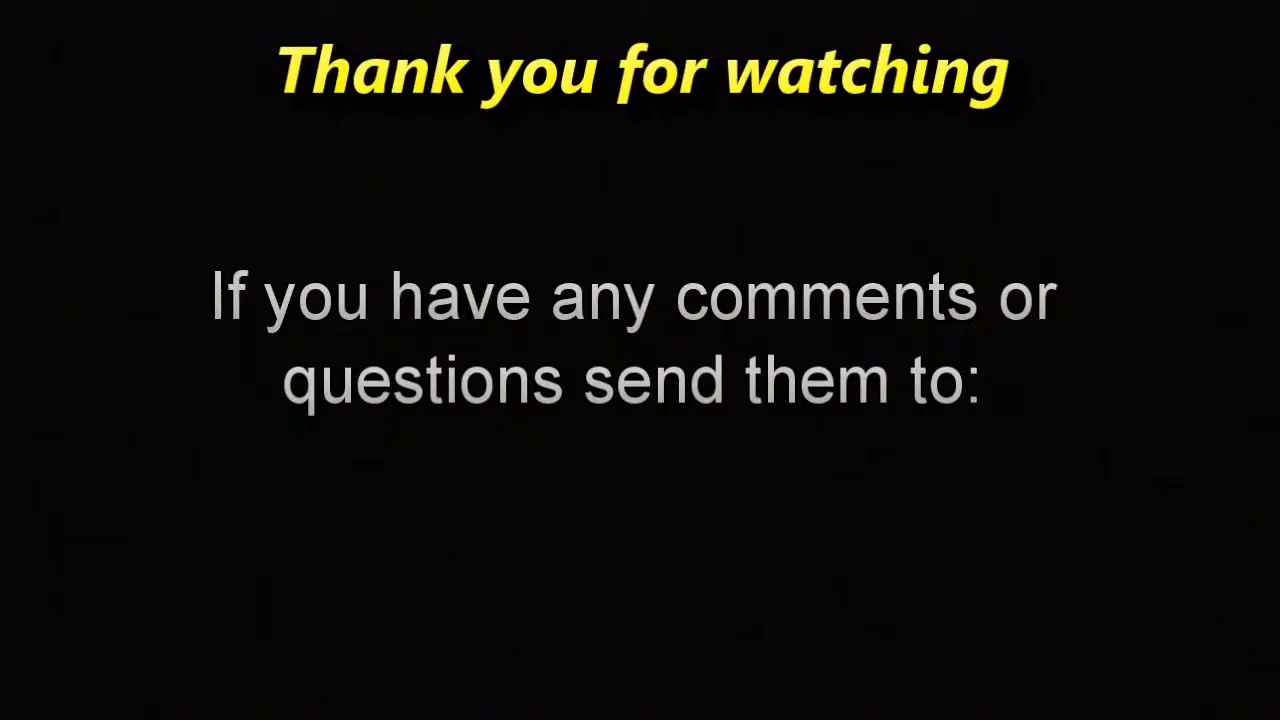 Thank you for watching
If you have any comments or
questions send them to: